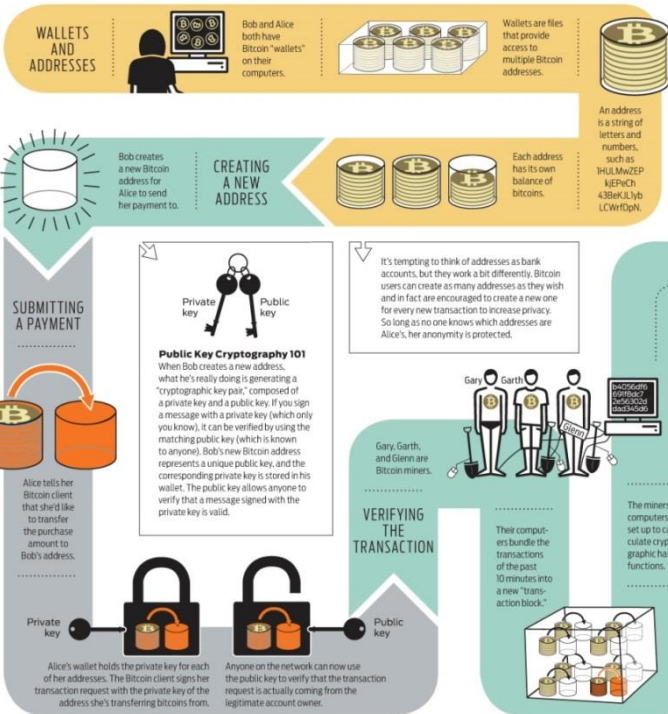 WALLETS
AND
ADDRESSES
Bob and Alice
both have
Bitcoin "wallets"
on their
computers.
Wallets are files
that provide
access to
multiple Bitcoin
addresses.
An address
is a string of
letters and
numbers,
such as
1HULMwZEP
kjEPeCh
43BeKJL1yb
LCWrfDpN.
Each address
has its own
balance of
bitcoins.
CREATING
A NEW
ADDRESS
Bob creates
a new Bitcoin
address for
Alice to send
her payment to.
SUBMITTING
A PAYMENT
Alice tells her
Bitcoin client
that she'd like
to transfer
the purchase
amount to
Bob's address.
Private
key
Public
key
Public Key Cryptography 101
When Bob creates a new address,
what he's really doing is generating a
"cryptographic key pair," composed of
a private key and a public key. If you sign
a message with a private key (which only
you know), it can be verified by using the
matching public key (which is known
to anyone). Bob's new Bitcoin address
represents a unique public key, and the
corresponding private key is stored in his
wallet. The public key allows anyone to
verify that a message signed with the
private key is valid.
It's tempting to think of addresses as bank
accounts, but they work a bit differently. Bitcoin
users can create as many addresses as they wish
and in fact are encouraged to create a new one
for every new transaction to increase privacy.
So long as no one knows which addresses are
Alice's, her anonymity is protected.
Private
key
Public
key
Alice's wallet holds the private key for each
of her addresses. The Bitcoin client signs her
transaction request with the private key of the
address she's transferring bitcoins from.
Anyone on the network can now use
the public key to verify that the transaction
request is actually coming from the
legitimate account owner.
VERIFYING
THE
TRANSACTION
Gary, Garth,
and Glenn are
Bitcoin miners.
Gary
Garth
Glenn
b4056df6
691f8dc7
2e56302d
dad345d6
Their comput-
ers bundle the
transactions
of the past
10 minutes into
a new "trans-
action block."
The miners
computers
set up to ca
culate cryp
graphic has
functions.